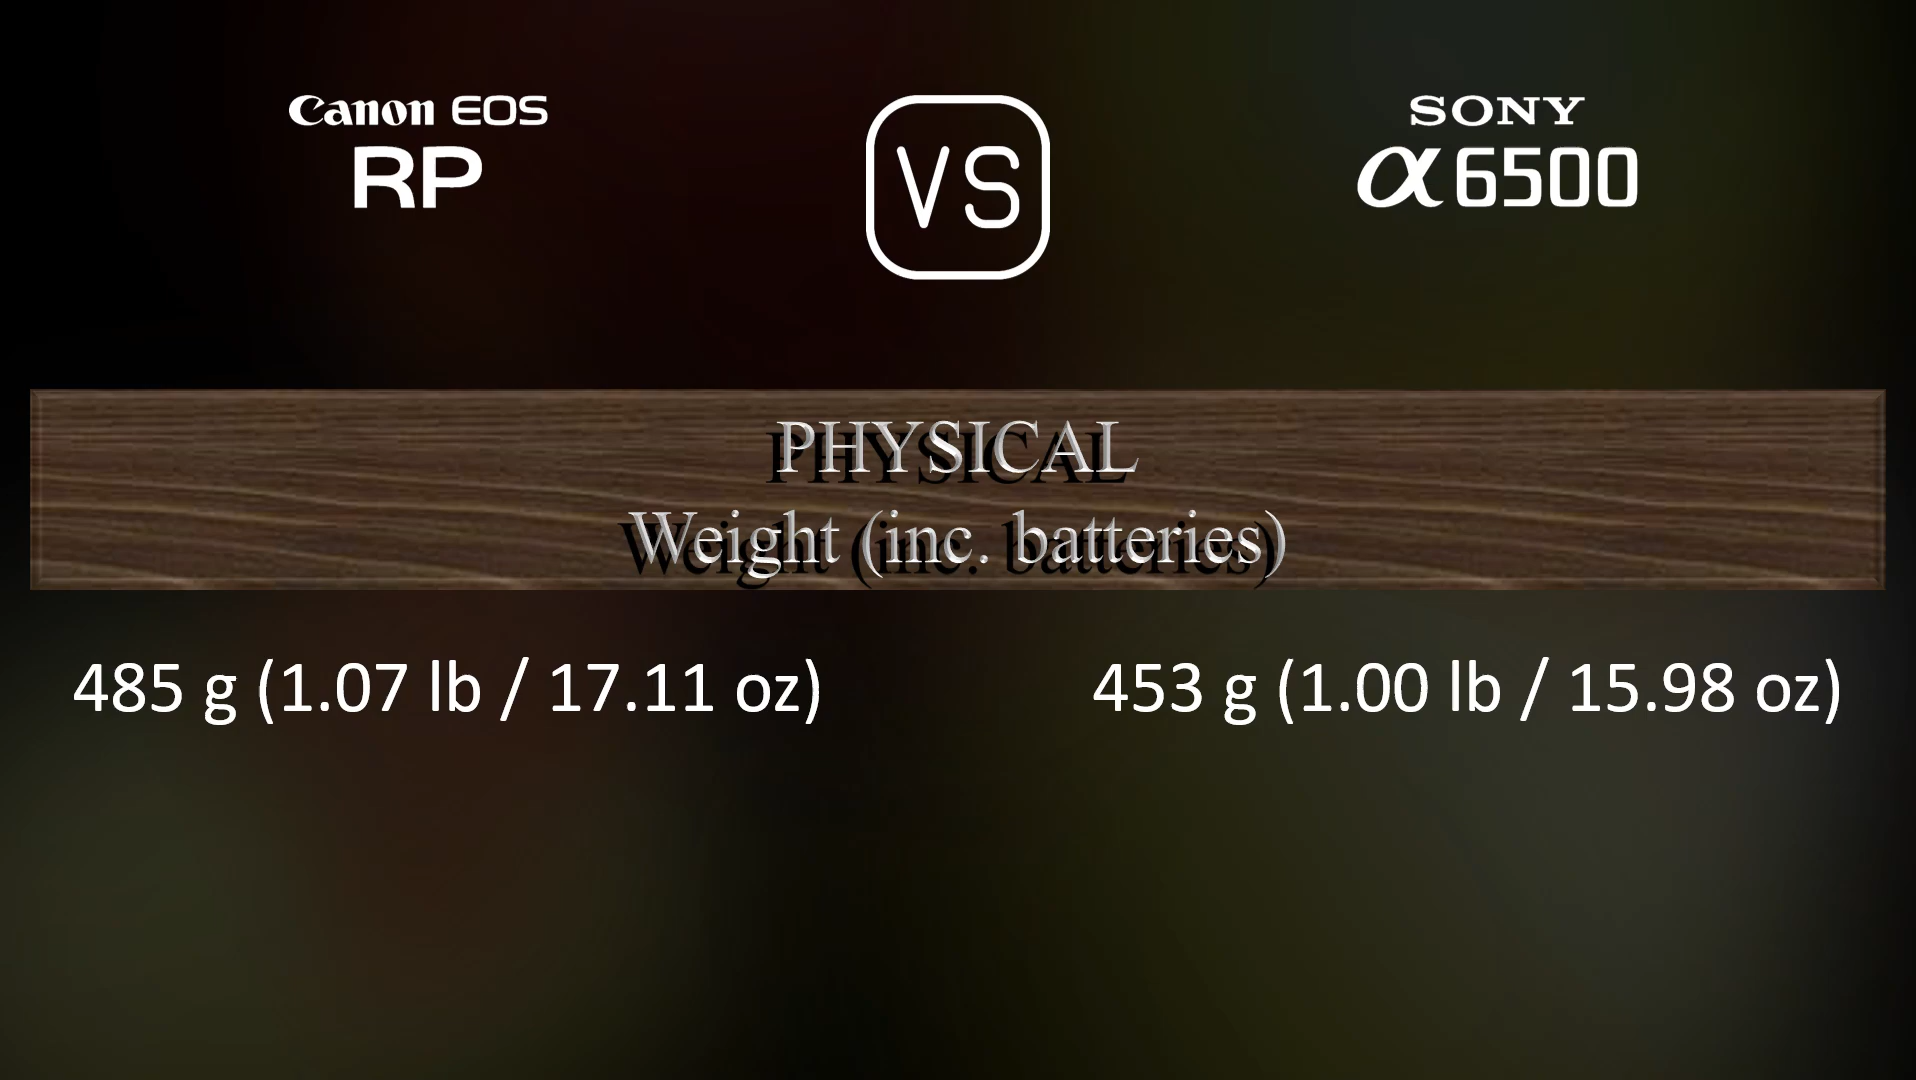 Canon EOS
RP
VS
SONY
α6500
PHYSICAL
Weight (inc. batteries)
485 g (1.07 lb / 17.11 oz)
453 g (1.00 lb / 15.98 oz)